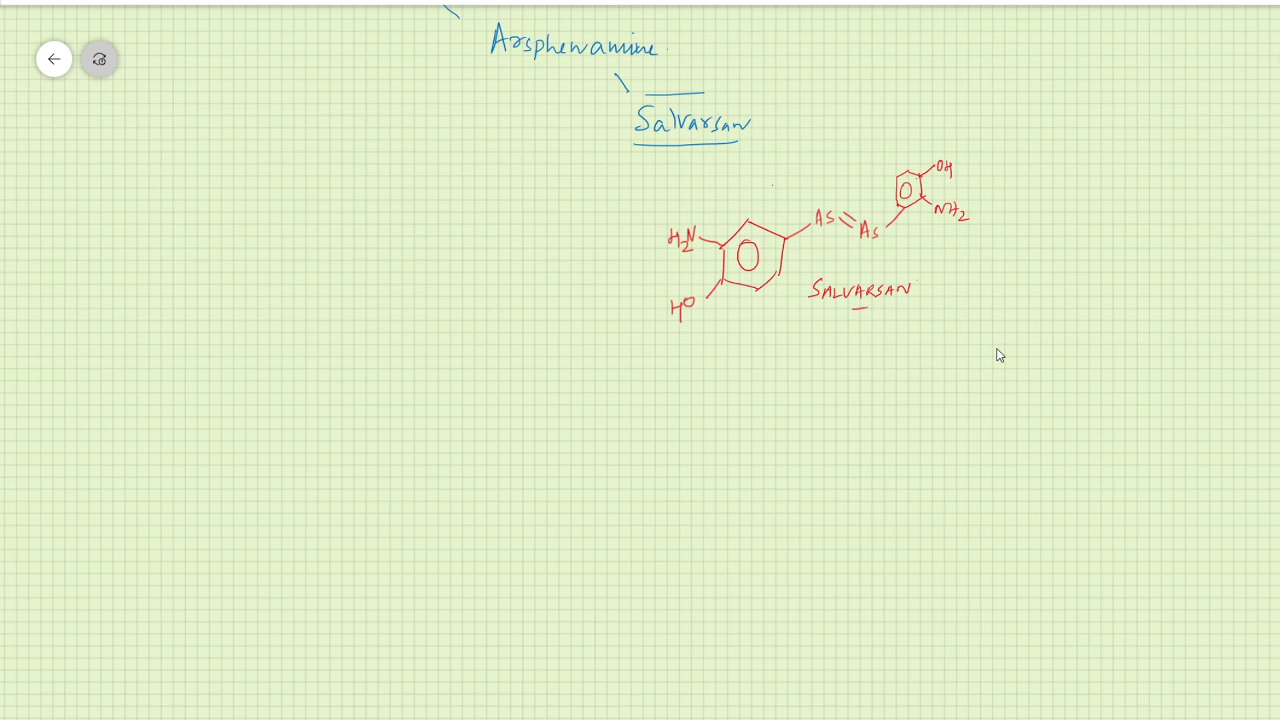 Arsphenamine
Salvarsan
OH
NH2
As = As
H2N
HO
SALVARSAN